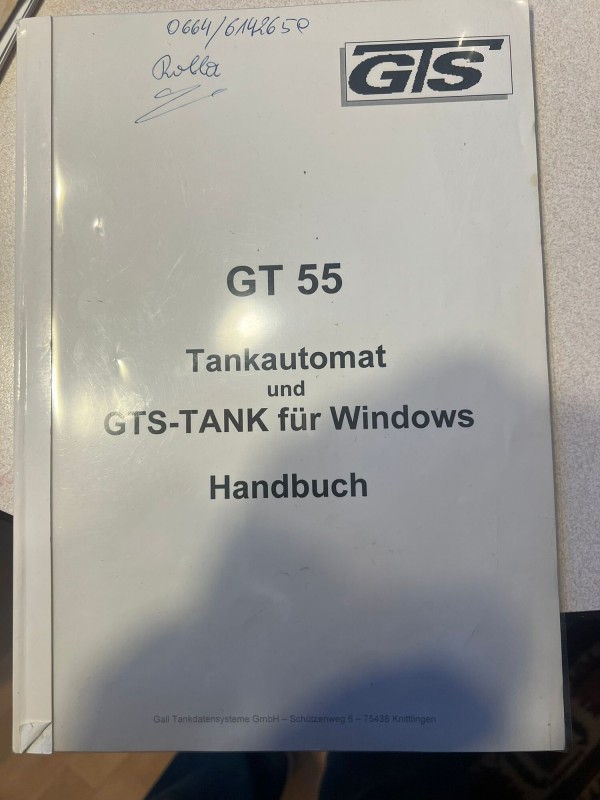 0664/6142650
Rolla
GTS
GT 55
Tankautomat
und
GTS-TANK für Windows
Handbuch
Gall Tankdatensysteme GmbH – Schützenweg 6 – 75438 Knittlingen